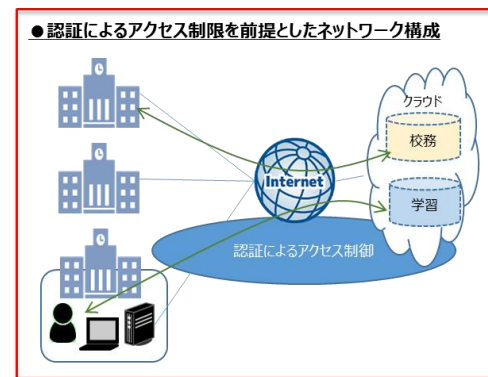 ●認証によるアクセス制限を前提としたネットワーク構成
クラウド
校務
Internet
学習
認証によるアクセス制御